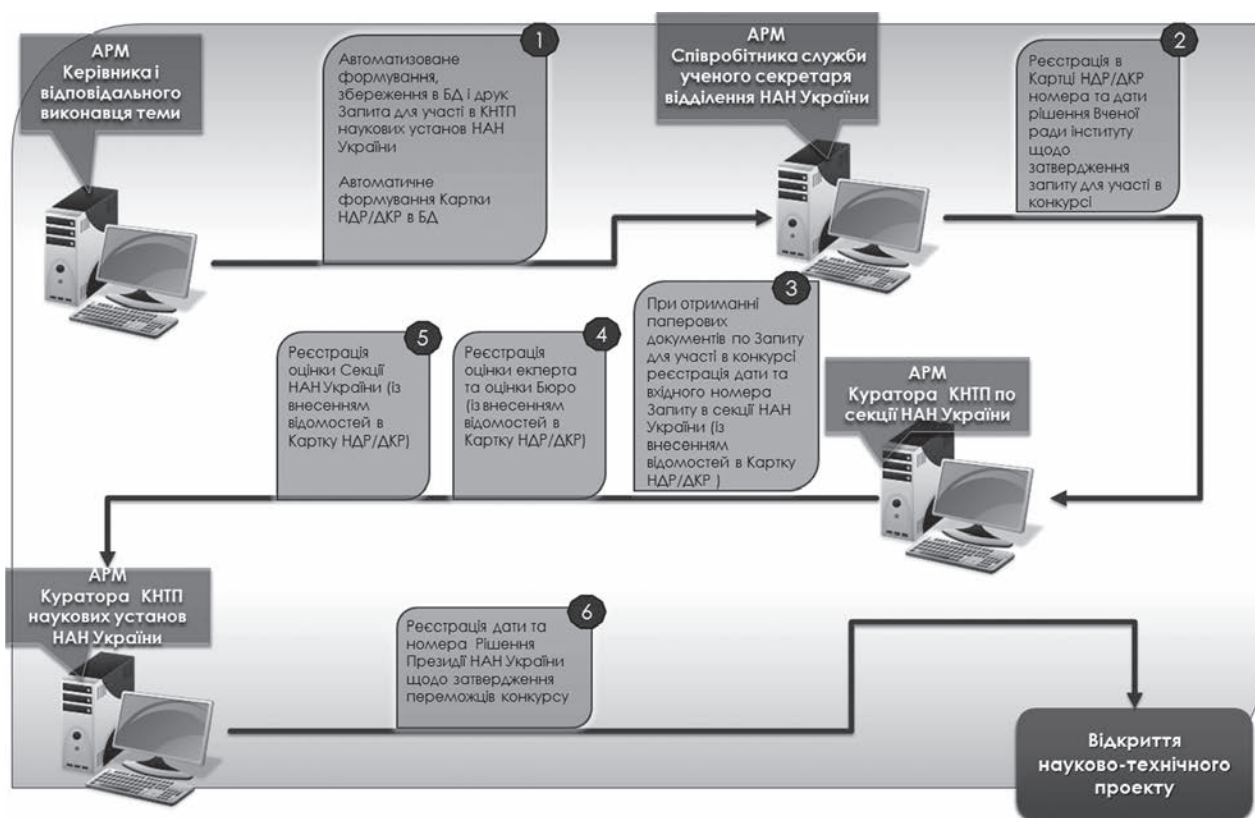 АРМ
Керівника і
відповідального
виконавця теми
1
Автоматизоване
формування,
збереження в БД і друк
Запита для участі в КНТП
наукових установ НАН
України
Автоматичне
формування Картки
НДР/ДКР в БД
АРМ
Співробітника служби
ученого секретаря
відділення НАН України
2
Реєстрація в
Картці НДР/ДКР
номера та дати
рішення Вченої
ради інституту
щодо
затвердження
запиту для участі в
конкурсі
3
При отриманні
паперових
документів по Запиту
для участі в конкурсі
реєстрація дати та
вхідного номера
Запиту в секції НАН
України (із
внесенням
відомостей в Картку
НДР/ДКР )
АРМ
Куратора КНТП по
секції НАН України
4
Реєстрація
оцінки експерта
та оцінки Бюро
(із внесенням
відомостей в
Картку НДР/ДКР)
5
Реєстрація
оцінки Секції
НАН України (із
внесенням
відомостей в
Картку НДР/ДКР)
АРМ
Куратора КНТП
наукових установ
НАН України
6
Реєстрація дати та
номера Рішення
Президії НАН України
щодо затвердження
переможців конкурсу
Відкриття
науково-технічного
проекту